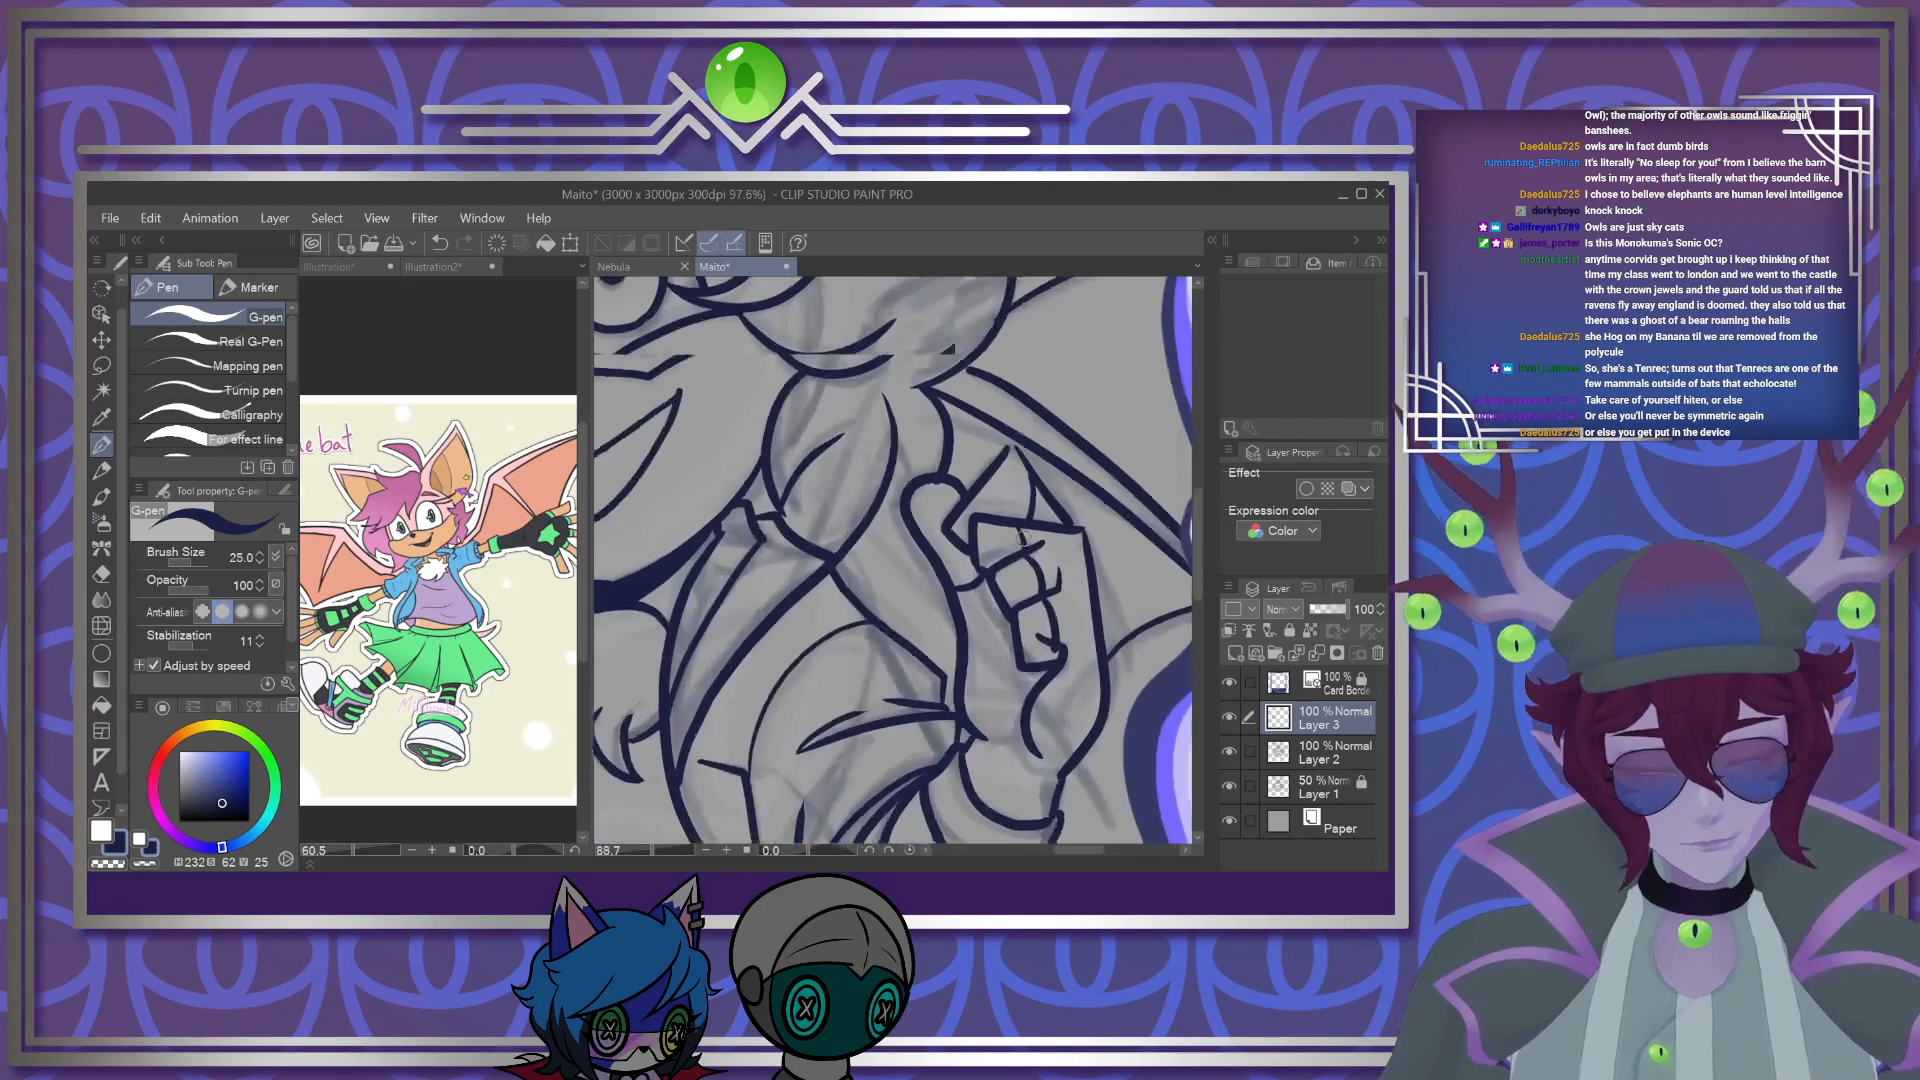 Maito* (3000 x 3000px 300dpi 97.6%) - CLIP STUDIO PAINT PRO
File Edit Animation Layer Select View Filter Window Help
Sub Tool: Pen
Illustration* Illustration2* Nebula Maito*
Pen Marker
G-pen
Real G-Pen
Mapping pen
Turnip pen
Calligraphy
For effect line
Tool property: G-pen
G-pen
Brush Size 25.0
Opacity 100
Anti-alias
Stabilization 11
Adjust by speed
H 232 S 62 V 25
e bat
60.5 0.0
88.7 0.0
Item
Layer Proper
Effect
Expression color
Color
Layer
Norm 100
100 %
Card Borde
100 % Normal
Layer 3
100 % Normal
Layer 2
50 % Norm
Layer 1
Paper
Owl); the majority of other owls sound like friggin'
banshees.
Daedalus725 owls are in fact dumb birds
ruminating_REPtilian It's literally "No sleep for you!" from I believe the barn
owls in my area; that's literally what they sounded like.
Daedalus725 I chose to believe elephants are human level intelligence
dorkyboyo knock knock
Gallifreyan1789 Owls are just sky cats
james_porter Is this Monokuma's Sonic OC?
modtheartist anytime corvids get brought up i keep thinking of that
time my class went to london and we went to the castle
with the crown jewels and the guard told us that if all the
ravens fly away england is doomed. they also told us that
there was a ghost of a bear roaming the halls
Daedalus725 she Hog on my Banana til we are removed from the
polycule
So, she's a Tenrec; turns out that Tenrecs are one of the
few mammals outside of bats that echolocate!
Take care of yourself hiten, or else
Or else you'll never be symmetric again
Daedalus725 or else you get put in the device